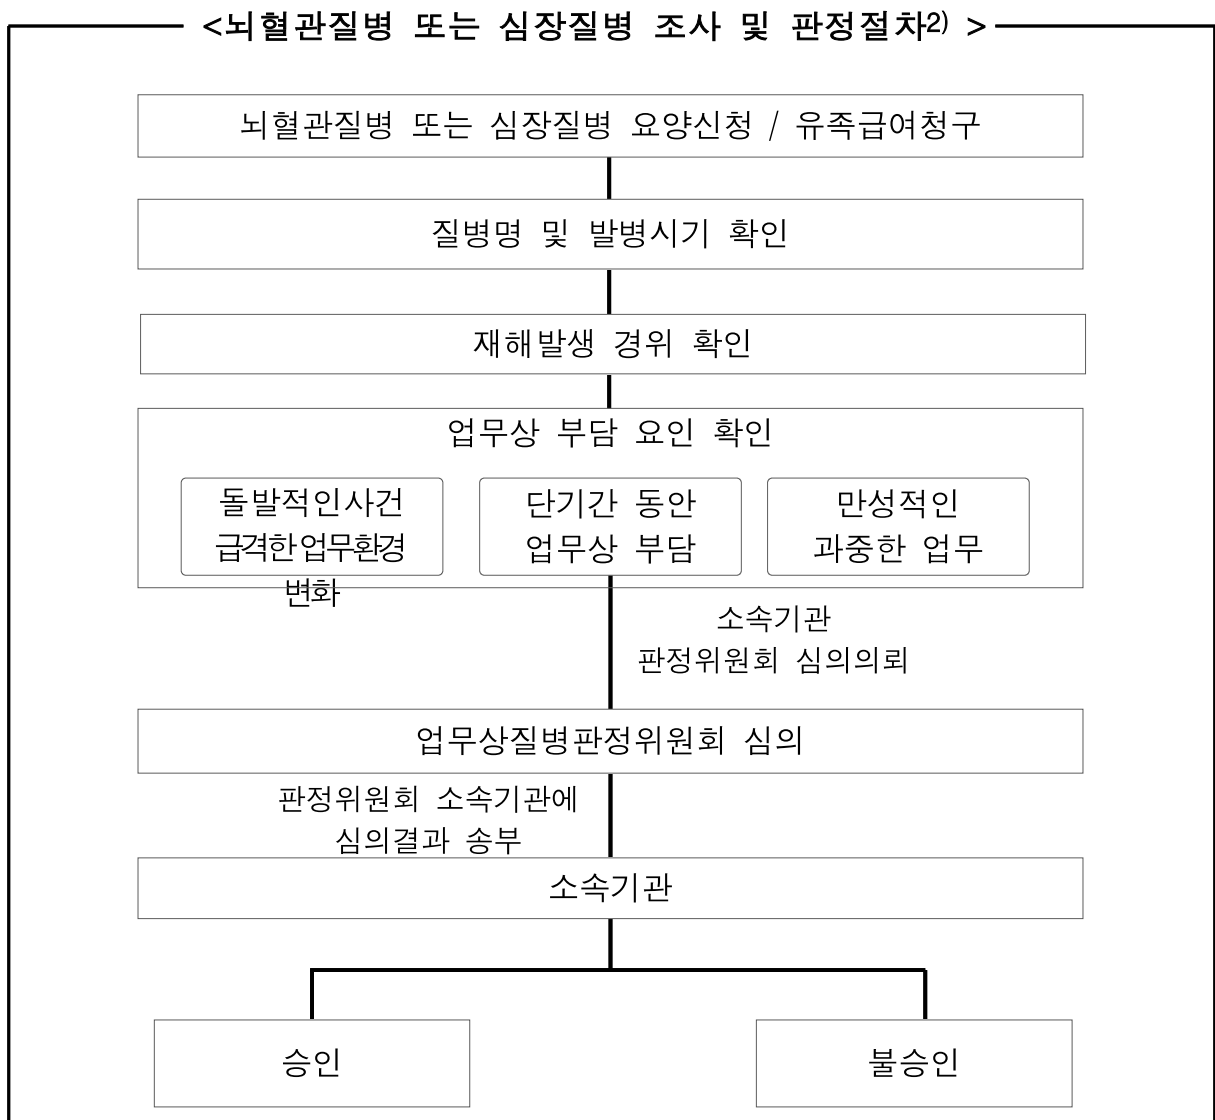 <뇌혈관질병 또는 심장질병 조사 및 판정절차2) >
뇌혈관질병 또는 심장질병 요양신청 / 유족급여청구
질병명 및 발병시기 확인
재해발생 경위 확인
업무상 부담 요인 확인
돌발적인사건
급격한 업무환경
변화
단기간 동안
업무상 부담
만성적인
과중한 업무
소속기관
판정위원회 심의의뢰
업무상질병판정위원회 심의
판정위원회 소속기관에
심의결과 송부
소속기관
승인
불승인